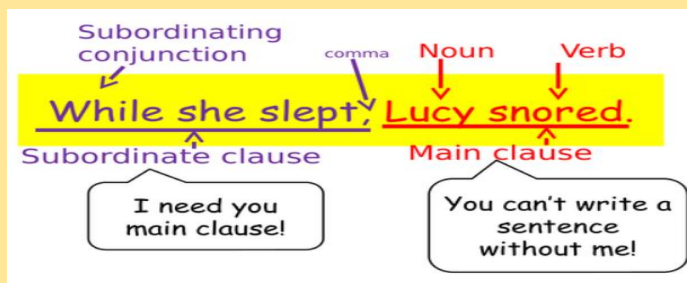 Subordinating
conjunction
comma
Noun
Verb
While she slept, Lucy snored.
Subordinate clause
Main clause
I need you
main clause!
You can't write a
sentence
without me!